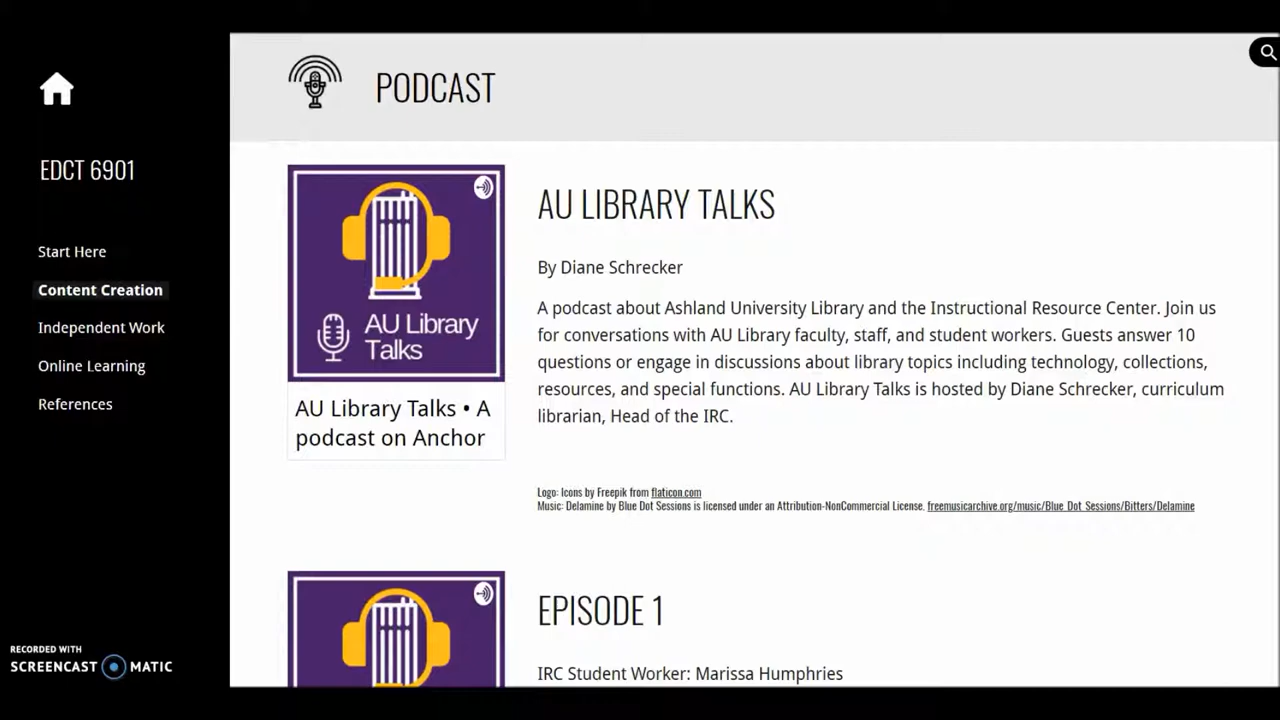 PODCAST
EDCT 6901
Start Here
Content Creation
Independent Work
Online Learning
References
AU Library
Talks
AU Library Talks • A
podcast on Anchor
AU LIBRARY TALKS
By Diane Schrecker
A podcast about Ashland University Library and the Instructional Resource Center. Join us
for conversations with AU Library faculty, staff, and student workers. Guests answer 10
questions or engage in discussions about library topics including technology, collections,
resources, and special functions. AU Library Talks is hosted by Diane Schrecker, curriculum
librarian, Head of the IRC.
Logo: Icons by Freepik from flaticon.com
Music: Delamine by Blue Dot Sessions is licensed under an Attribution-NonCommercial License. freemusicarchive.org/music/Blue_Dot_Sessions/Bitters/Delamine
EPISODE 1
IRC Student Worker: Marissa Humphries
RECORDED WITH
SCREENCAST MATIC